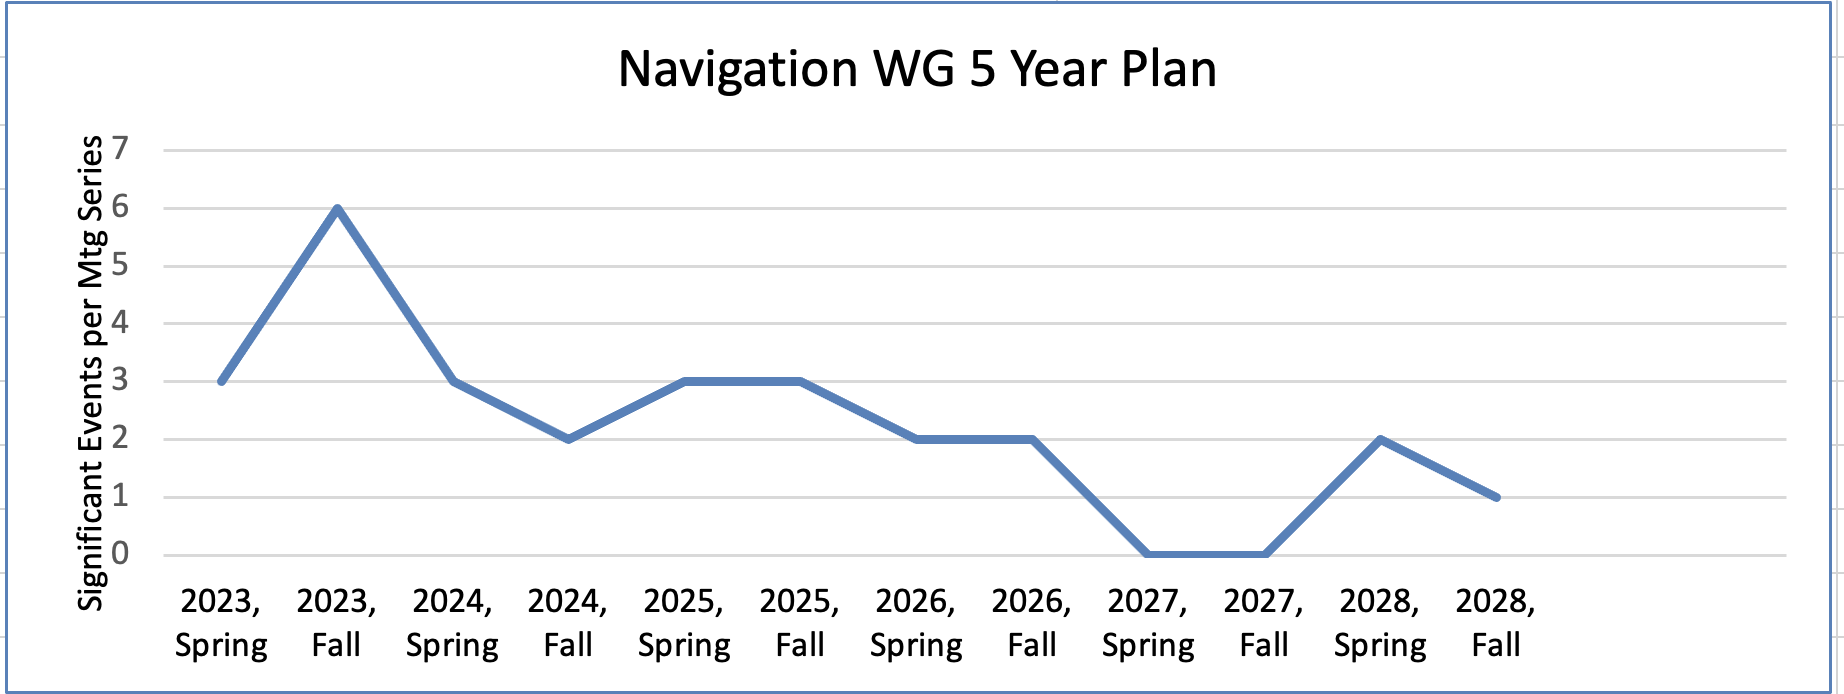 Navigation WG 5 Year Plan
Significant Events per Mtg Series
7
6
5
4
3
2
1
0
2023, Spring
2023, Fall
2024, Spring
2024, Fall
2025, Spring
2025, Fall
2026, Spring
2026, Fall
2027, Spring
2027, Fall
2028, Spring
2028, Fall